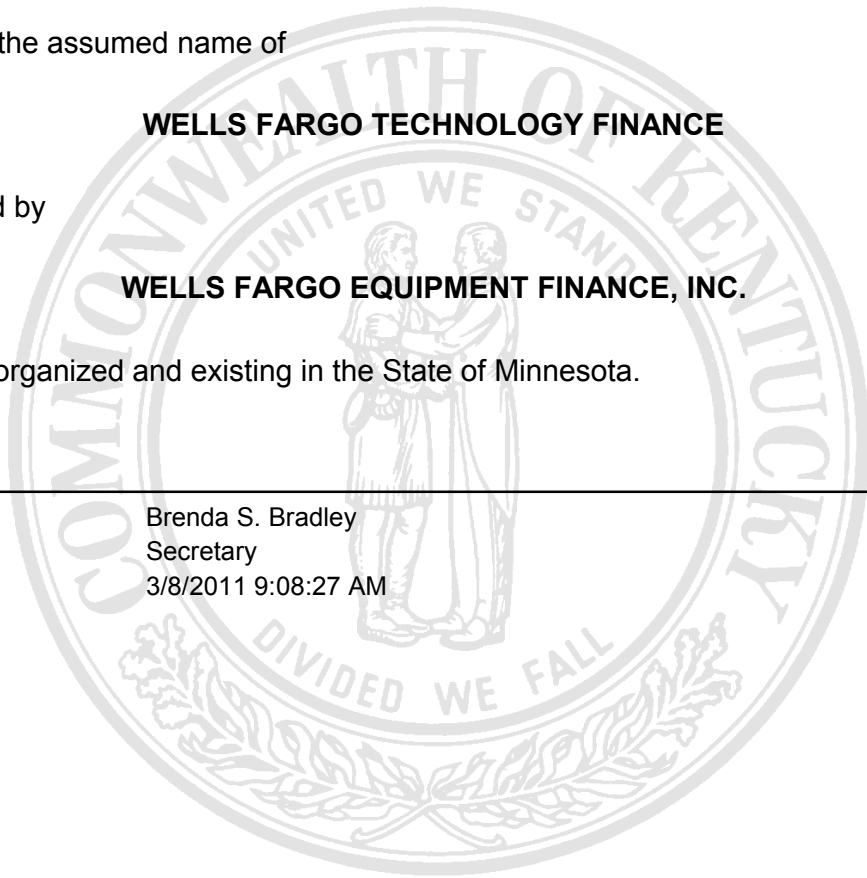 the assumed name of
WELLS FARGO TECHNOLOGY FINANCE
d by
WELLS FARGO EQUIPMENT FINANCE, INC.
organized and existing in the State of Minnesota.
Brenda S. Bradley
Secretary
3/8/2011 9:08:27 AM
COMMONWEALTH OF KENTUCKY
UNITED WE STAND
DIVIDED WE FALL